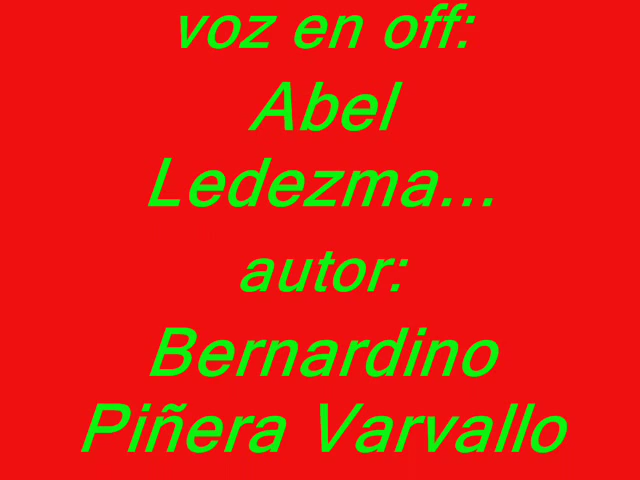 voz en off:
Abel
Ledezma...
autor:
Bernardino
Piñera Varvallo